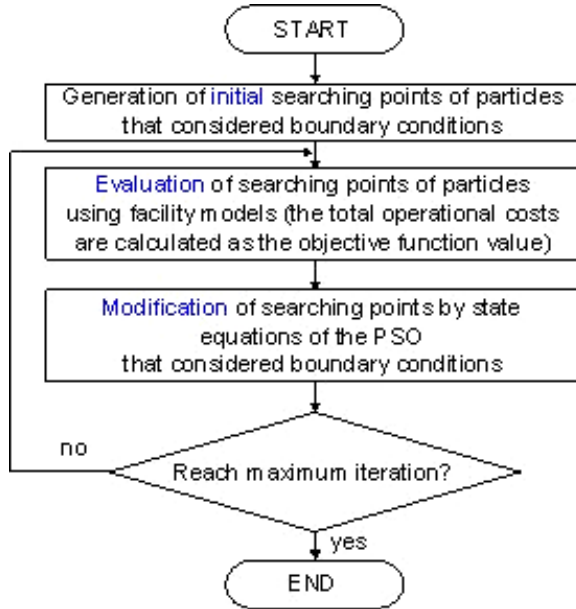 START
Generation of initial searching points of particles
that considered boundary conditions
Evaluation of searching points of particles
using facility models (the total operational costs
are calculated as the objective function value)
Modification of searching points by state
equations of the PSO
that considered boundary conditions
no
Reach maximum iteration?
yes
END